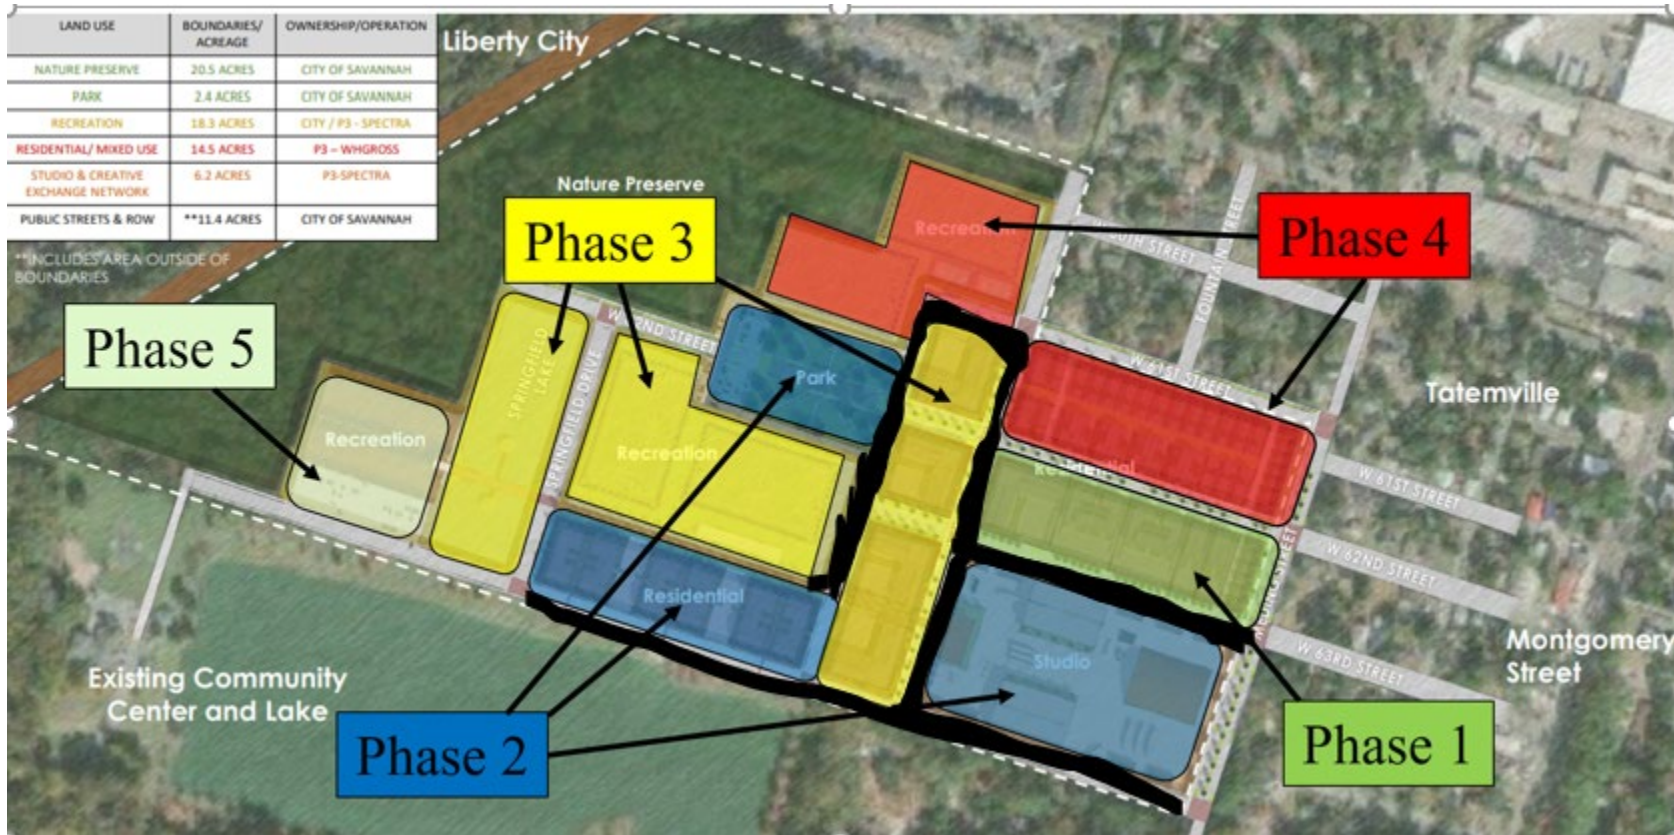 LAND USE
BOUNDARIES/
ACREAGE
OWNERSHIP/OPERATION
NATURE PRESERVE
20.5 ACRES
CITY OF SAVANNAH
PARK
2.4 ACRES
CITY OF SAVANNAH
RECREATION
18.3 ACRES
CITY / P3 - SPECTRA
RESIDENTIAL/ MIXED USE
14.5 ACRES
P3 – WHGROSS
STUDIO & CREATIVE
EXCHANGE NETWORK
6.2 ACRES
P3-SPECTRA
PUBLIC STREETS & ROW
**11.4 ACRES
CITY OF SAVANNAH
**INCLUDES AREA OUTSIDE OF
BOUNDARIES
Liberty City
Nature Preserve
Phase 3
Recreation
Phase 4
FOUNTAIN STREET
Phase 5
SPRINGFIELD
LAKE
SPRINGFIELD DRIVE
Park
W 61ST STREET
Tatemville
Recreation
Recreation
Residential
W 61ST STREET
W 62ND STREET
W 63RD STREET
Residential
Studio
Montgomery
Street
Existing Community
Center and Lake
Phase 2
Phase 1